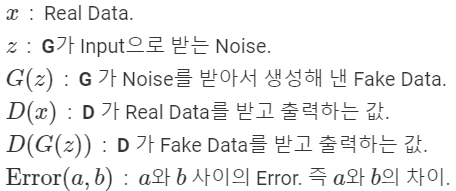 x : Real Data.
z : G가 Input으로 받는 Noise.
G(z) : G 가 Noise를 받아서 생성해 낸 Fake Data.
D(x) : D 가 Real Data를 받고 출력하는 값.
D(G(z)) : D 가 Fake Data를 받고 출력하는 값.
Error(a, b) : a와 b 사이의 Error. 즉 a와 b의 차이.